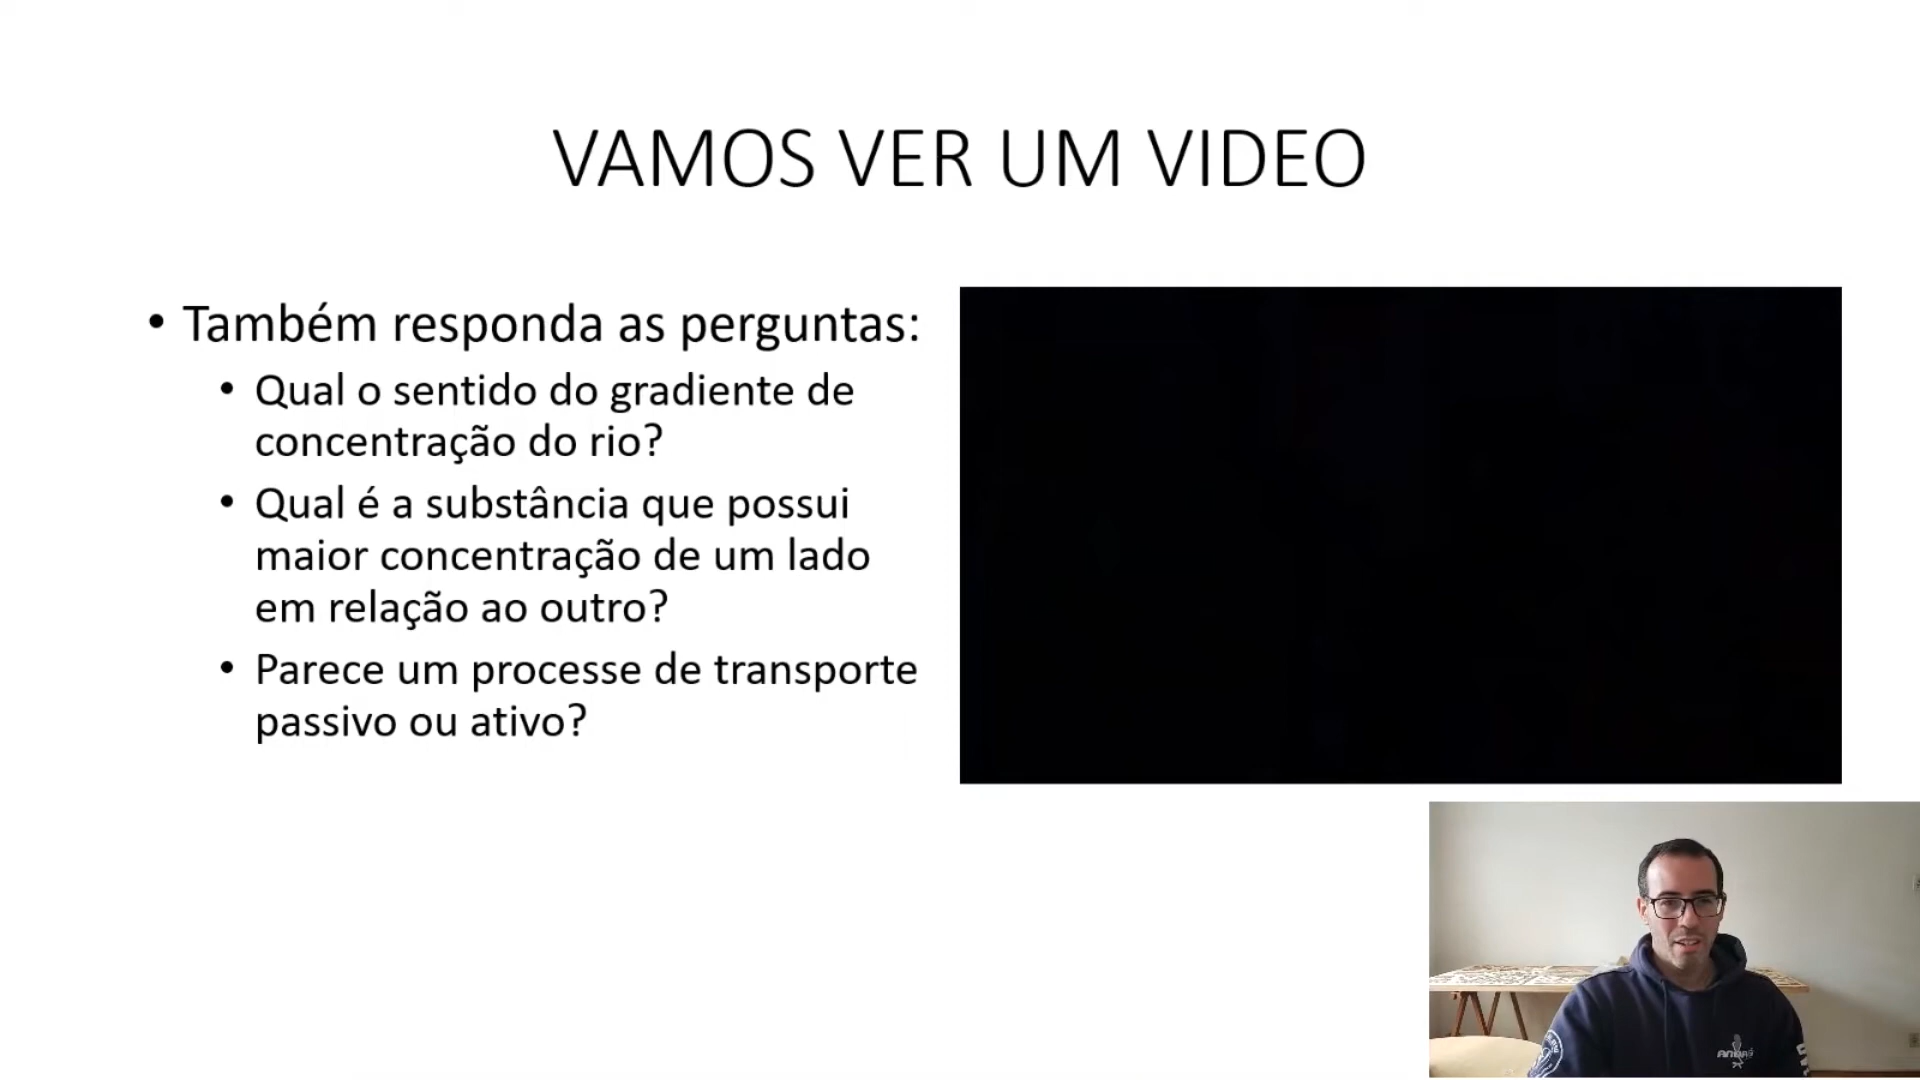 VAMOS VER UM VIDEO
• Também responda as perguntas:
• Qual o sentido do gradiente de
concentração do rio?
• Qual é a substância que possui
maior concentração de um lado
em relação ao outro?
• Parece um processe de transporte
passivo ou ativo?